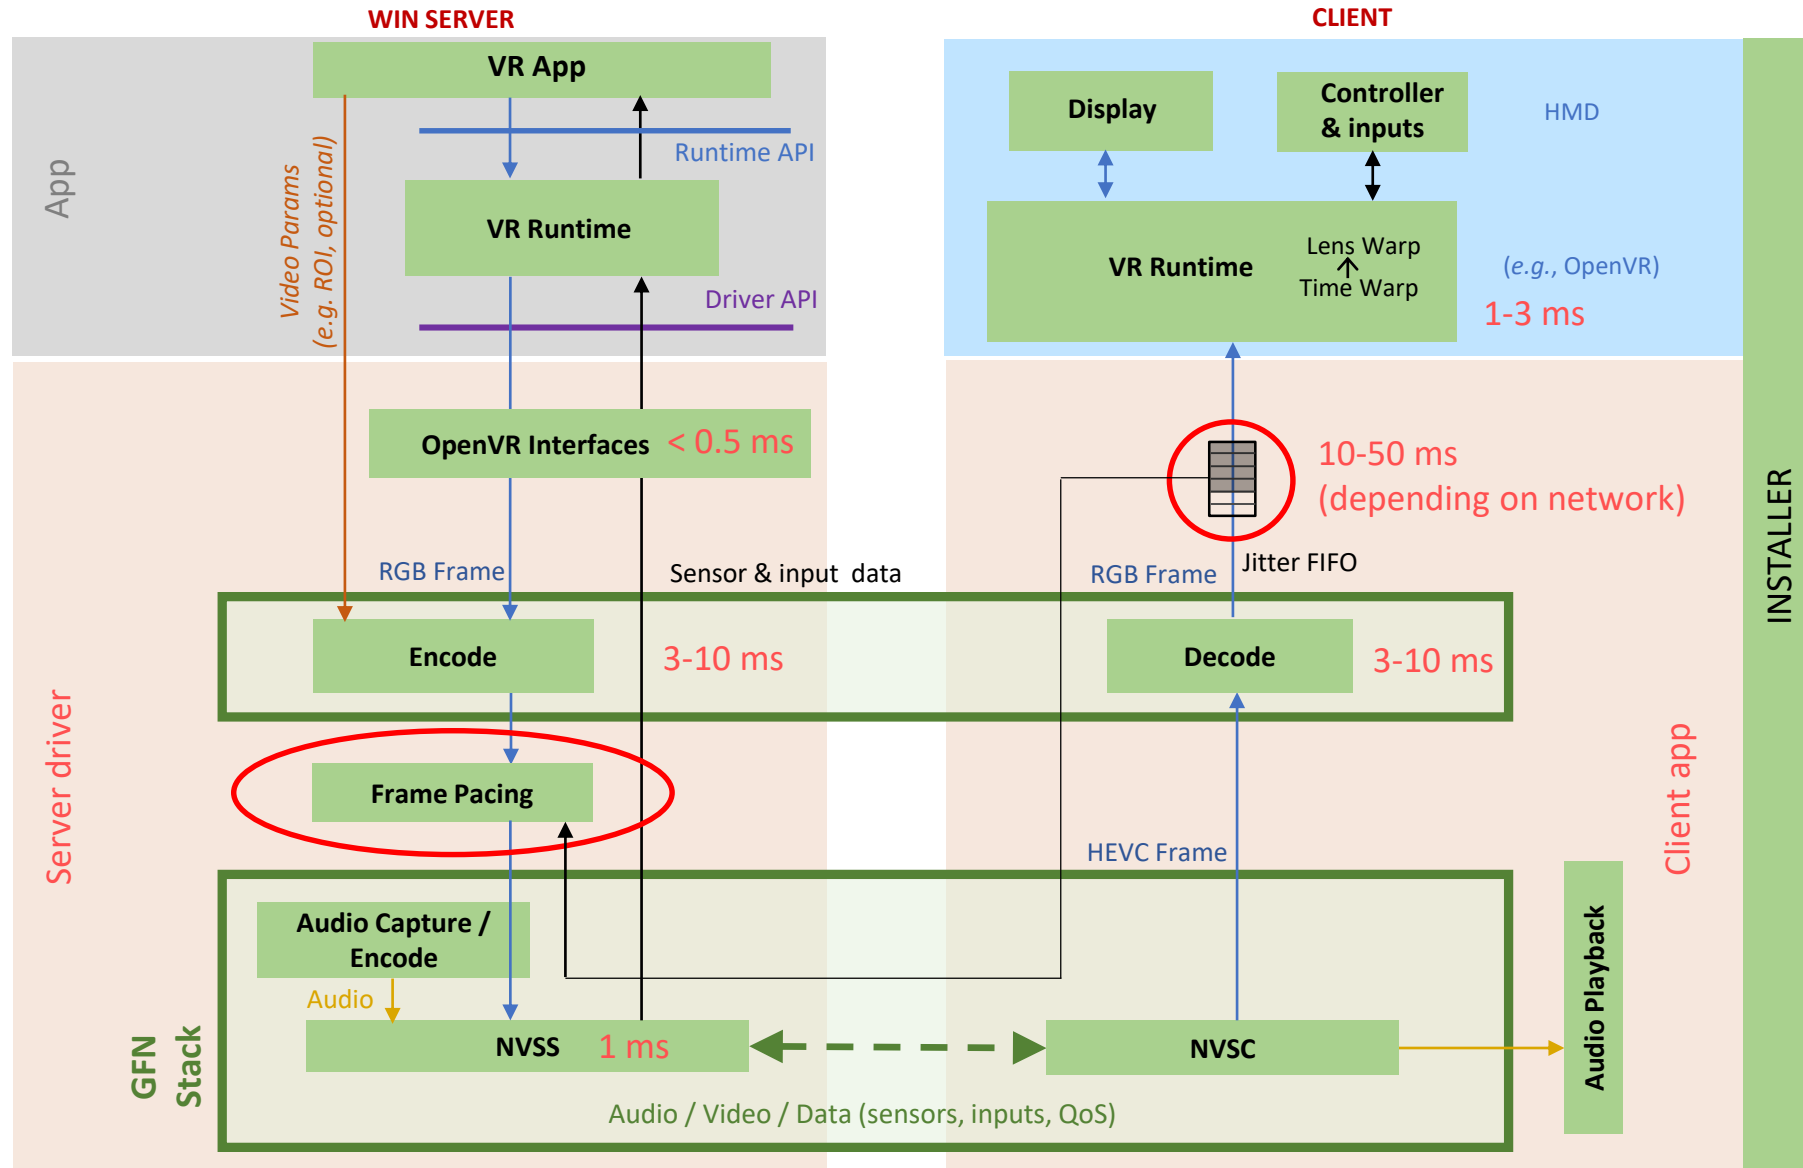 WIN SERVER
CLIENT
App
VR App
Runtime API
Video Params
(e.g. ROI, optional)
VR Runtime
Driver API
Display
Controller
& inputs
HMD
VR Runtime
Lens Warp
Time Warp
(e.g., OpenVR)
1-3 ms
INSTALLER
Server driver
OpenVR Interfaces
< 0.5 ms
10-50 ms
(depending on network)
Jitter FIFO
RGB Frame
Sensor & input data
RGB Frame
Encode
3-10 ms
Decode
3-10 ms
Frame Pacing
HEVC Frame
Client app
GFN
Stack
Audio Capture /
Encode
Audio
NVSS
1 ms
NVSC
Audio Playback
Audio / Video / Data (sensors, inputs, QoS)